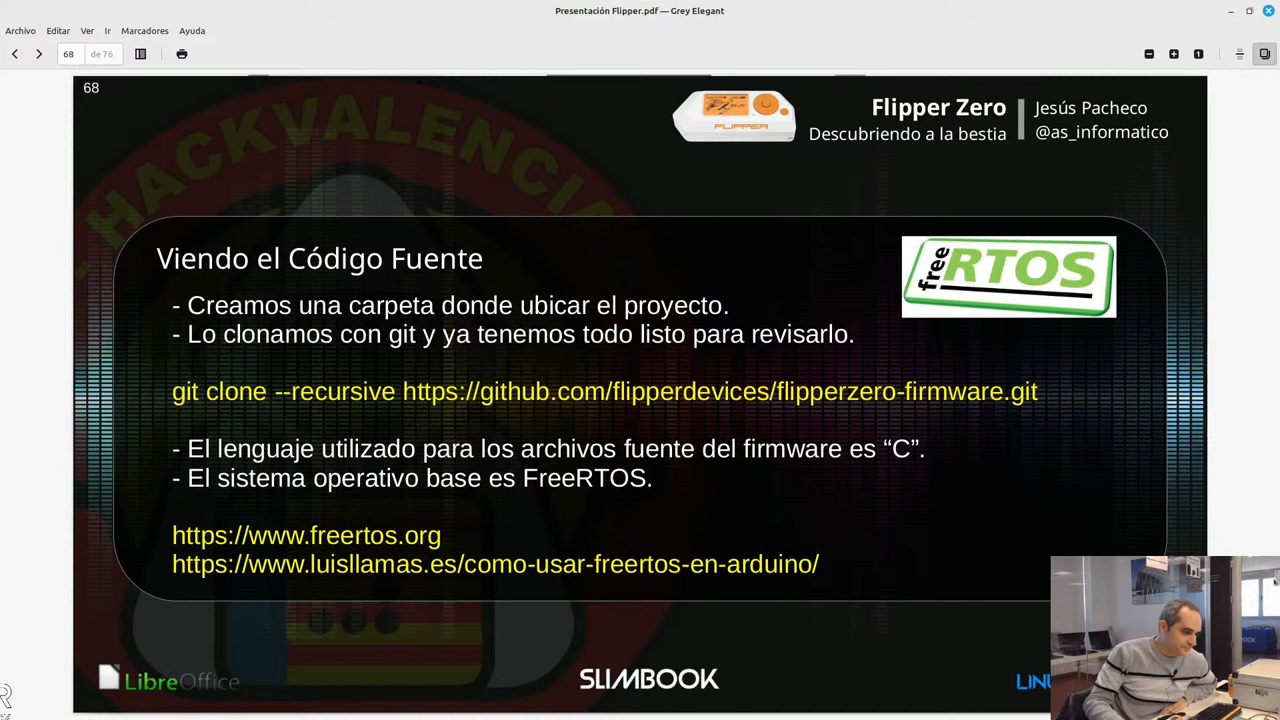 Presentación Flipper.pdf — Grey Elegant
Archivo Editar Ver Ir Marcadores Ayuda
68 de 76
68
Flipper Zero
Descubriendo a la bestia
Jesús Pacheco
@as_informatico
FLIPPER
HACKVALENCIA
Viendo el Código Fuente
free RTOS
- Creamos una carpeta donde ubicar el proyecto.
- Lo clonamos con git y ya tenemos todo listo para revisarlo.
git clone --recursive https://github.com/flipperdevices/flipperzero-firmware.git
- El lenguaje utilizado para los archivos fuente del firmware es “C”.
- El sistema operativo base es FreeRTOS.
https://www.freertos.org
https://www.luisllamas.es/como-usar-freertos-en-arduino/
LibreOffice
SLIMBOOK